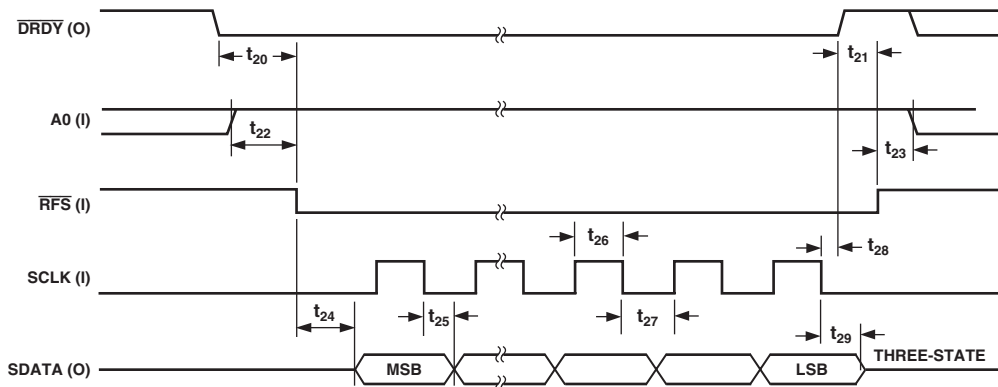 DRDY (O)
t20
t21
A0 (I)
t22
t23
RFS (I)
t26
t28
SCLK (I)
t24
t25
t27
t29
THREE-STATE
SDATA (O)
MSB
LSB